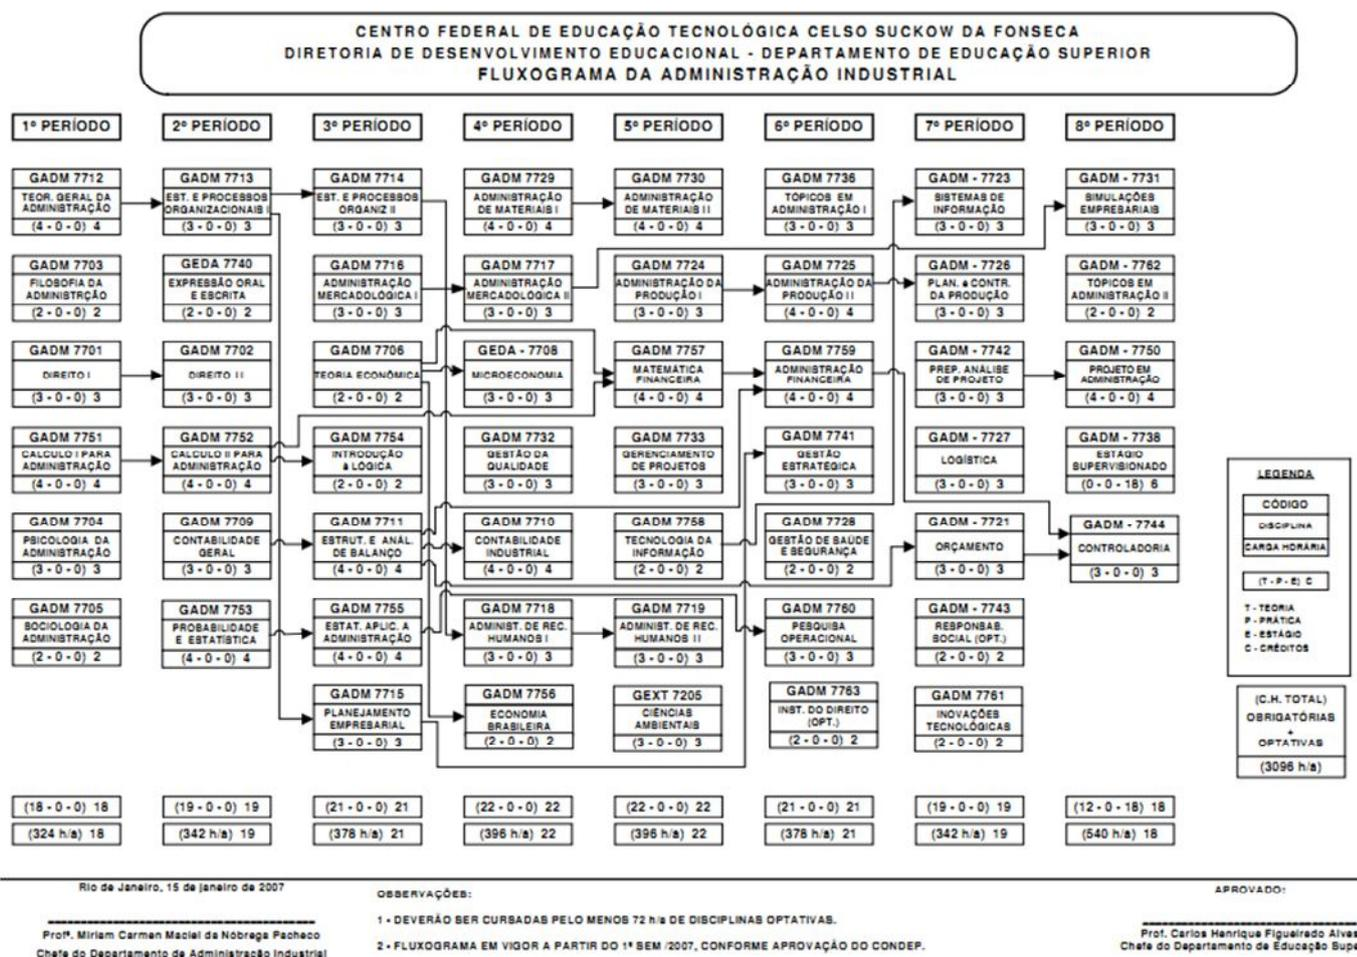 CENTRO FEDERAL DE EDUCAÇÃO TECNOLÓGICA CELSO SUCKOW DA FONSECA
DIRETORIA DE DESENVOLVIMENTO EDUCACIONAL - DEPARTAMENTO DE EDUCAÇÃO SUPERIOR
FLUXOGRAMA DA ADMINISTRAÇÃO INDUSTRIAL
1º PERÍODO
GADM 7712
TEOR. GERAL DA
ADMINISTRAÇÃO
(4 - 0 - 0) 4
GADM 7703
FILOSOFIA DA
ADMINISTRÇÃO
(2 - 0 - 0) 2
GADM 7701
DIREITO I
(3 - 0 - 0) 3
GADM 7751
CALCULO I PARA
ADMINISTRAÇÃO
(4 - 0 - 0) 4
GADM 7704
PSICOLOGIA DA
ADMINISTRAÇÃO
(3 - 0 - 0) 3
GADM 7705
SOCIOLOGIA DA
ADMINISTRAÇÃO
(2 - 0 - 0) 2
(18 - 0 - 0) 18
(324 h/a) 18
2º PERÍODO
GADM 7713
EST. E PROCESSOS
ORGANIZACIONAIS I
(3 - 0 - 0) 3
GEDA 7740
EXPRESSÃO ORAL
E ESCRITA
(2 - 0 - 0) 2
GADM 7702
DIREITO II
(3 - 0 - 0) 3
GADM 7752
CALCULO II PARA
ADMINISTRAÇÃO
(4 - 0 - 0) 4
GADM 7709
CONTABILIDADE
GERAL
(3 - 0 - 0) 3
GADM 7753
PROBABILIDADE
E ESTATÍSTICA
(4 - 0 - 0) 4
(19 - 0 - 0) 19
(342 h/a) 19
3º PERÍODO
GADM 7714
EST. E PROCESSOS
ORGANIZ II
(3 - 0 - 0) 3
GADM 7716
ADMINISTRAÇÃO
MERCADOLÓGICA I
(3 - 0 - 0) 3
GADM 7706
TEORIA ECONÔMICA
(2 - 0 - 0) 2
GADM 7754
INTRODUÇÃO
à LÓGICA
(2 - 0 - 0) 2
GADM 7711
ESTRUT. E ANÁL.
DE BALANÇO
(4 - 0 - 0) 4
GADM 7755
ESTAT. APLIC. A
ADMINISTRAÇÃO
(4 - 0 - 0) 4
GADM 7715
PLANEJAMENTO
EMPRESARIAL
(3 - 0 - 0) 3
(21 - 0 - 0) 21
(378 h/a) 21
4º PERÍODO
GADM 7729
ADMINISTRAÇÃO
DE MATERIAIS I
(4 - 0 - 0) 4
GADM 7717
ADMINISTRAÇÃO
MERCADOLÓGICA II
(3 - 0 - 0) 3
GEDA - 7708
MICROECONOMIA
(3 - 0 - 0) 3
GADM 7732
GESTÃO DA
QUALIDADE
(3 - 0 - 0) 3
GADM 7710
CONTABILIDADE
INDUSTRIAL
(4 - 0 - 0) 4
GADM 7718
ADMINIST. DE REC.
HUMANOS I
(3 - 0 - 0) 3
GADM 7756
ECONOMIA
BRASILEIRA
(2 - 0 - 0) 2
(22 - 0 - 0) 22
(396 h/a) 22
5º PERÍODO
GADM 7730
ADMINISTRAÇÃO
DE MATERIAIS II
(4 - 0 - 0) 4
GADM 7724
ADMINISTRAÇÃO DA
PRODUÇÃO I
(3 - 0 - 0) 3
GADM 7757
MATEMÁTICA
FINANCEIRA
(4 - 0 - 0) 4
GADM 7733
GERENCIAMENTO
DE PROJETOS
(3 - 0 - 0) 3
GADM 7758
TECNOLOGIA DA
INFORMAÇÃO
(2 - 0 - 0) 2
GADM 7719
ADMINIST. DE REC.
HUMANOS II
(3 - 0 - 0) 3
GEXT 7205
CIÊNCIAS
AMBIENTAIS
(3 - 0 - 0) 3
(22 - 0 - 0) 22
(396 h/a) 22
6º PERÍODO
GADM 7736
TÓPICOS EM
ADMINISTRAÇÃO I
(3 - 0 - 0) 3
GADM 7725
ADMINISTRAÇÃO DA
PRODUÇÃO II
(4 - 0 - 0) 4
GADM 7759
ADMINISTRAÇÃO
FINANCEIRA
(4 - 0 - 0) 4
GADM 7741
GESTÃO
ESTRATÉGICA
(3 - 0 - 0) 3
GADM 7728
GESTÃO DE SAÚDE
E SEGURANÇA
(2 - 0 - 0) 2
GADM 7760
PESQUISA
OPERACIONAL
(3 - 0 - 0) 3
GADM 7763
INST. DO DIREITO
(OPT.)
(2 - 0 - 0) 2
(21 - 0 - 0) 21
(378 h/a) 21
7º PERÍODO
GADM - 7723
SISTEMAS DE
INFORMAÇÃO
(3 - 0 - 0) 3
GADM - 7726
PLAN. e CONTR.
DA PRODUÇÃO
(3 - 0 - 0) 3
GADM - 7742
PREP. ANÁLISE
DE PROJETO
(3 - 0 - 0) 3
GADM - 7727
LOGÍSTICA
(3 - 0 - 0) 3
GADM - 7721
ORÇAMENTO
(3 - 0 - 0) 3
GADM - 7743
RESPONSAB.
SOCIAL (OPT.)
(2 - 0 - 0) 2
GADM 7761
INOVAÇÕES
TECNOLÓGICAS
(2 - 0 - 0) 2
(19 - 0 - 0) 19
(342 h/a) 19
8º PERÍODO
GADM - 7731
SIMULAÇÕES
EMPRESARIAIS
(3 - 0 - 0) 3
GADM - 7762
TÓPICOS EM
ADMINISTRAÇÃO II
(2 - 0 - 0) 2
GADM - 7750
PROJETO EM
ADMINISTRAÇÃO
(4 - 0 - 0) 4
GADM - 7738
ESTÁGIO
SUPERVISIONADO
(0 - 0 - 18) 6
GADM - 7744
CONTROLADORIA
(3 - 0 - 0) 3
(12 - 0 - 18) 18
(540 h/a) 18
LEGENDA
CÓDIGO
DISCIPLINA
CARGA HORÁRIA
(T - P - E) C
T - TEORIA
P - PRÁTICA
E - ESTÁGIO
C - CRÉDITOS
(C.H. TOTAL)
OBRIGATÓRIAS
+
OPTATIVAS
(3096 h/a)
Rio de Janeiro, 15 de janeiro de 2007
Profª. Miriam Carmen Maciel da Nóbrega Pacheco
Chefe do Departamento de Administração Industrial
OBSERVAÇÕES:
1 - DEVERÃO SER CURSADAS PELO MENOS 72 h/a DE DISCIPLINAS OPTATIVAS.
2 - FLUXOGRAMA EM VIGOR A PARTIR DO 1º SEM /2007, CONFORME APROVAÇÃO DO CONDEP.
APROVADO:
Prof. Carlos Henrique Figueiredo Alves
Chefe do Departamento de Educação Supe